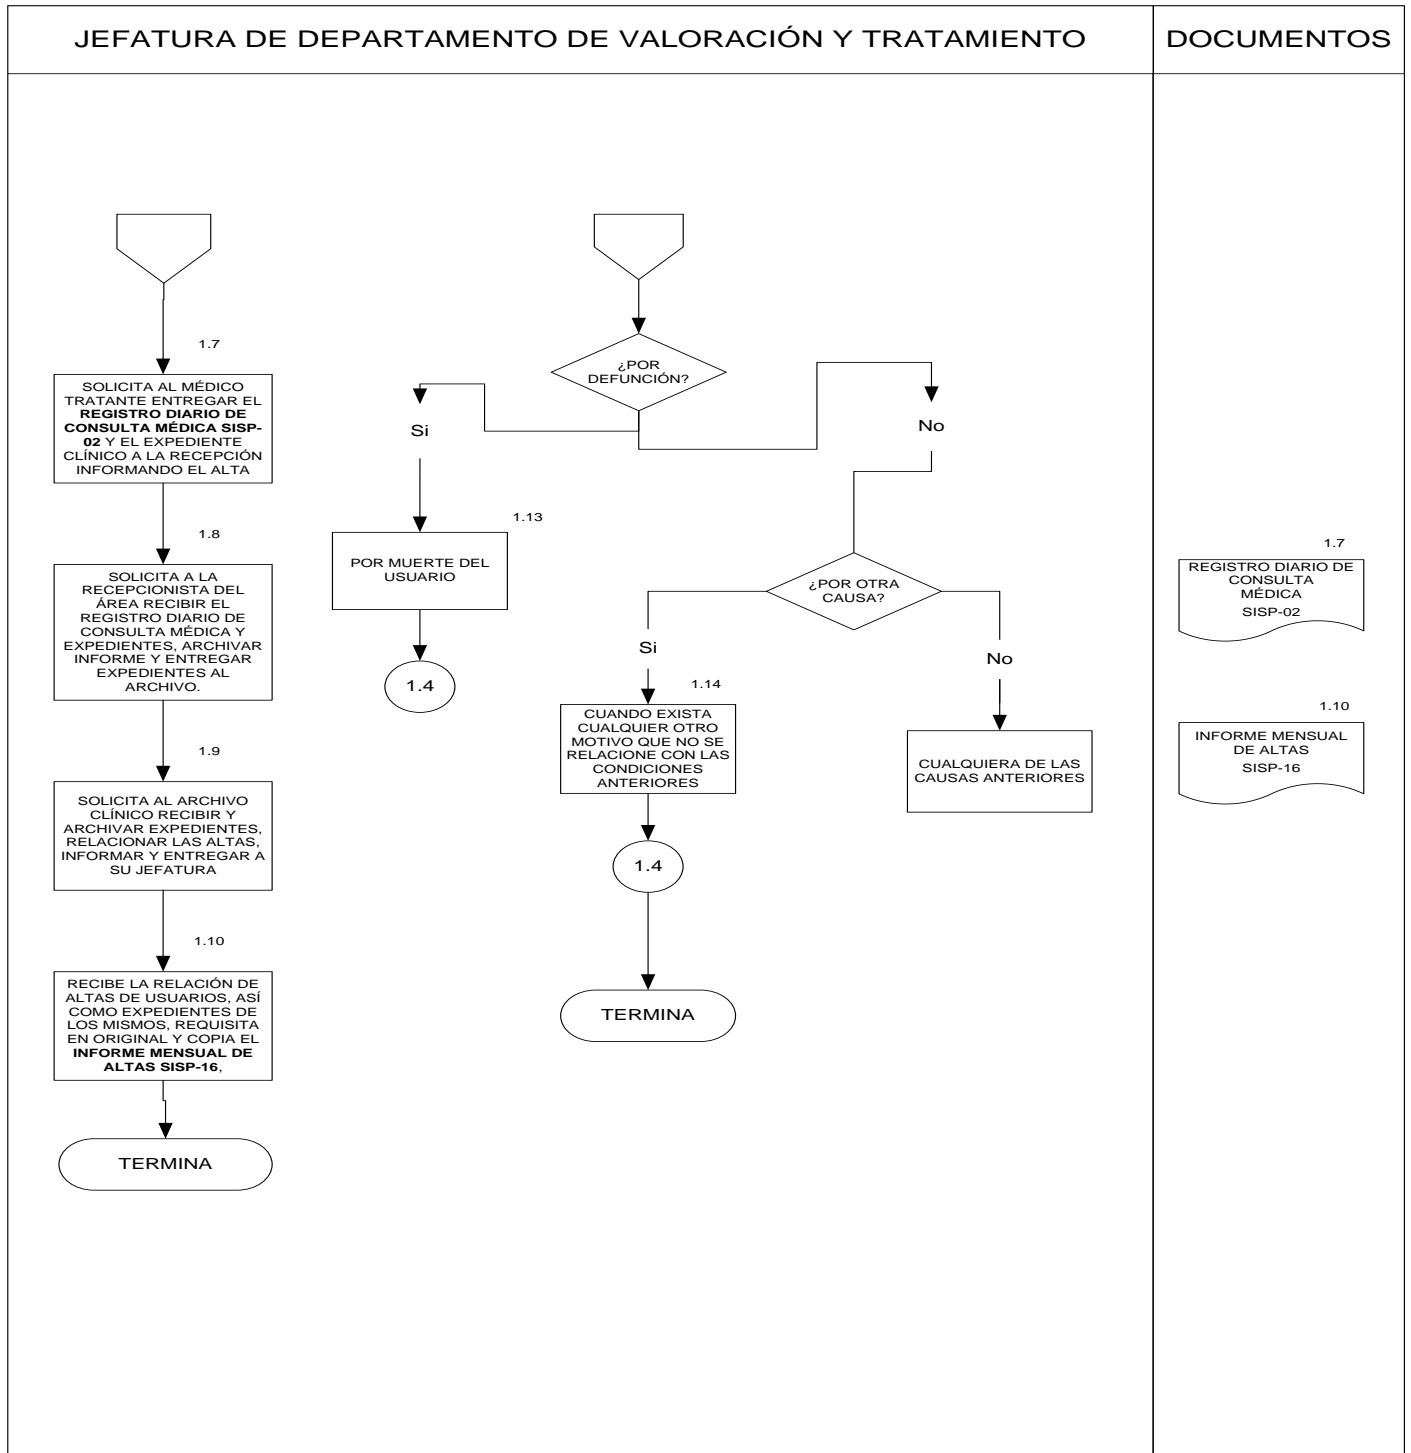 JEFATURA DE DEPARTAMENTO DE VALORACIÓN Y TRATAMIENTO
DOCUMENTOS
1.7
SOLICITA AL MÉDICO
TRATANTE ENTREGAR EL
REGISTRO DIARIO DE
CONSULTA MÉDICA SISP-
02 Y EL EXPEDIENTE
CLÍNICO A LA RECEPCIÓN
INFORMANDO EL ALTA
1.8
SOLICITA A LA
RECEPCIONISTA DEL
ÁREA RECIBIR EL
REGISTRO DIARIO DE
CONSULTA MÉDICA Y
EXPEDIENTES, ARCHIVAR
INFORME Y ENTREGAR
EXPEDIENTES AL
ARCHIVO.
1.9
SOLICITA AL ARCHIVO
CLÍNICO RECIBIR Y
ARCHIVAR EXPEDIENTES,
RELACIONAR LAS ALTAS,
INFORMAR Y ENTREGAR A
SU JEFATURA
1.10
RECIBE LA RELACIÓN DE
ALTAS DE USUARIOS, ASÍ
COMO EXPEDIENTES DE
LOS MISMOS, REQUISITA
EN ORIGINAL Y COPIA EL
INFORME MENSUAL DE
ALTAS SISP-16,
TERMINA
¿POR
DEFUNCIÓN?
Si
No
1.13
POR MUERTE DEL
USUARIO
1.4
¿POR OTRA
CAUSA?
Si
No
1.14
CUANDO EXISTA
CUALQUIER OTRO
MOTIVO QUE NO SE
RELACIONE CON LAS
CONDICIONES
ANTERIORES
CUALQUIERA DE LAS
CAUSAS ANTERIORES
1.4
TERMINA
1.7
REGISTRO DIARIO DE
CONSULTA
MÉDICA
SISP-02
1.10
INFORME MENSUAL
DE ALTAS
SISP-16